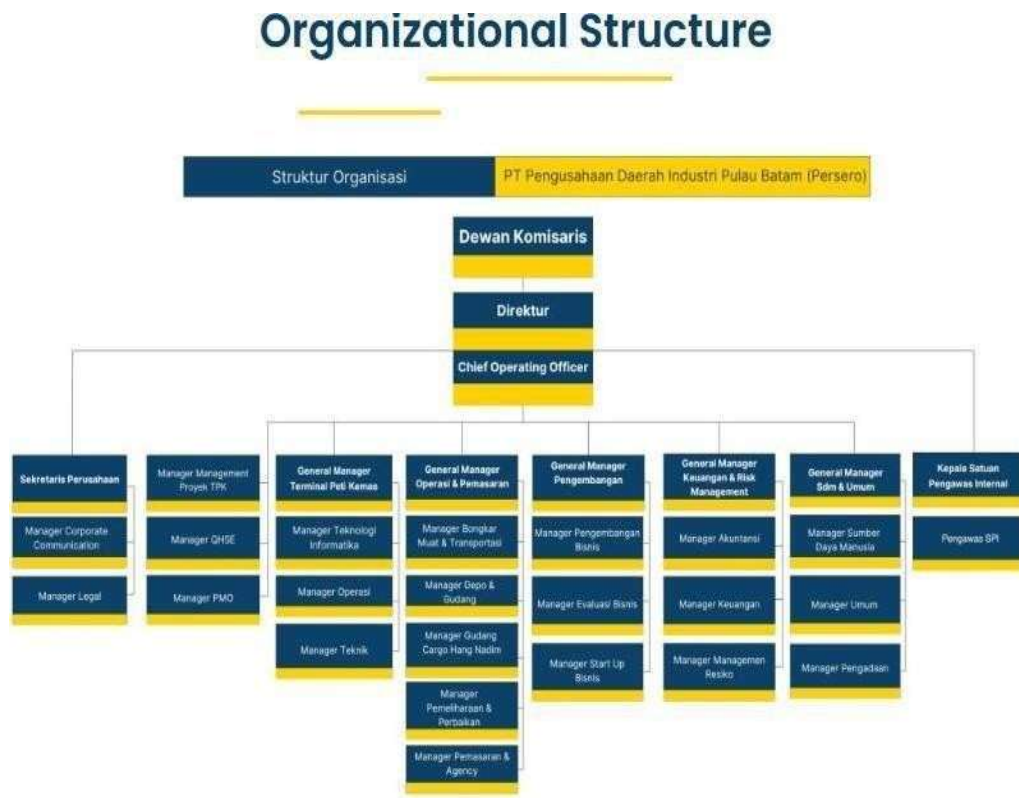 Organizational Structure
Struktur Organisasi
PT Pengusahaan Daerah Industri Pulau Batam (Persero)
Dewan Komisaris
Direktur
Chief Operating Officer
Sekretaris Perusahaan
Manager Corporate
Communication
Manager Legal
Manager Management
Proyek TPK
Manager QHSE
Manager PMO
General Manager
Terminal Peti Kemas
Manager Teknologi
Informatika
Manager Operasi
Manager Teknik
General Manager
Operasi & Pemasaran
Manager Bongkar
Muat & Transportasi
Manager Depo &
Gudang
Manager Gudang
Cargo Hang Nadim
Manager
Pemeliharaan &
Perbaikan
Manager Pemasaran &
Agency
General Manager
Pengembangan
Manager Pengembangan
Bisnis
Manager Evaluasi Bisnis
Manager Start Up
Bisnis
General Manager
Keuangan & Risk
Management
Manager Akuntansi
Manager Keuangan
Manager Managemen
Resiko
General Manager
Sdm & Umum
Manager Sumber
Daya Manusia
Manager Umum
Manager Pengadaan
Kepala Satuan
Pengawas Internal
Pengawas SPI